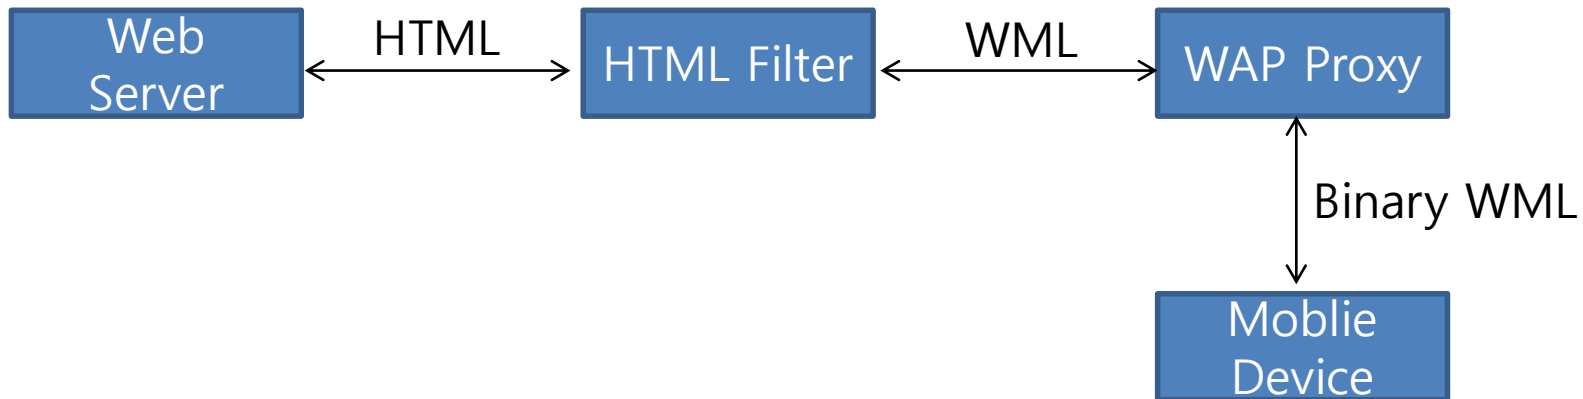 Web
Server
HTML
HTML Filter
WML
WAP Proxy
Binary WML
Moblie
Device